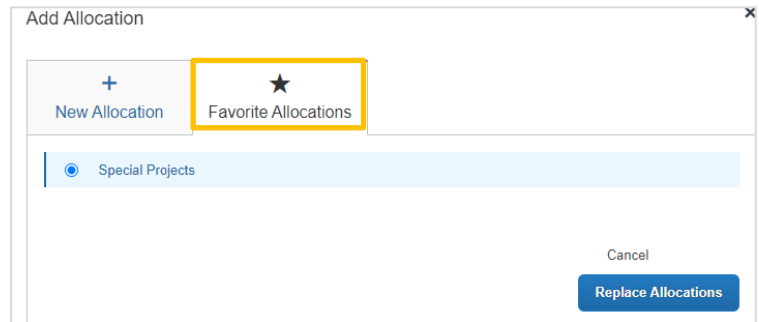 Add Allocation
×
+
New Allocation
★
Favorite Allocations
Special Projects
Cancel
Replace Allocations